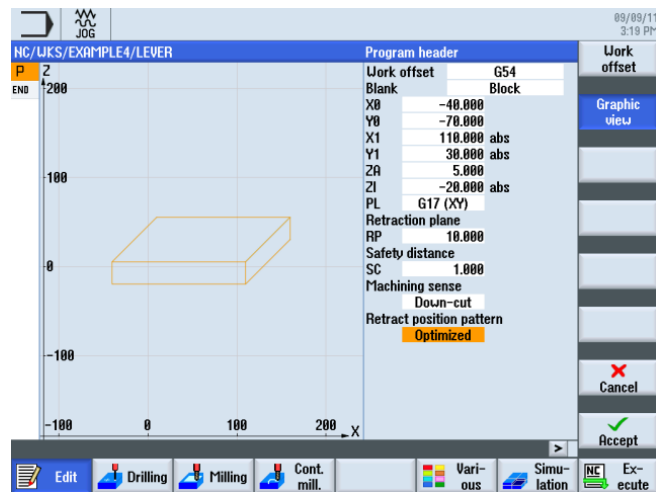 JOG
09/09/11
3:19 PM
NC/WKS/EXAMPLE4/LEVER
P
END
Z
200
100
0
-100
-100 0 100 200 X
Program header
Work offset G54
Blank Block
X0 -40.000
Y0 -70.000
X1 110.000 abs
Y1 30.000 abs
ZA 5.000
ZI -20.000 abs
PL G17 (XY)
Retraction plane
RP 10.000
Safety distance
SC 1.000
Machining sense
Down-cut
Retract position pattern
Optimized
Work
offset
Graphic
view
Cancel
Accept
>
Edit
Drilling
Milling
Cont.
mill.
Vari-
ous
Simu-
lation
NC
Ex-
ecute